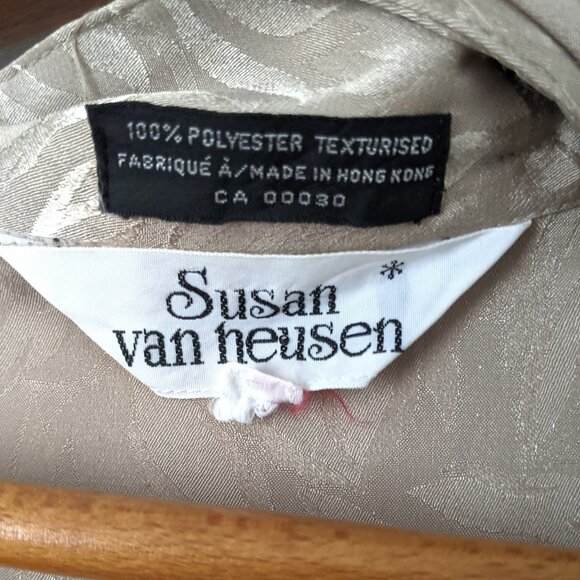 100% POLYESTER TEXTURISED
FABRIQUÉ À/MADE IN HONG KONG
CA 00030
Susan *
van heusen